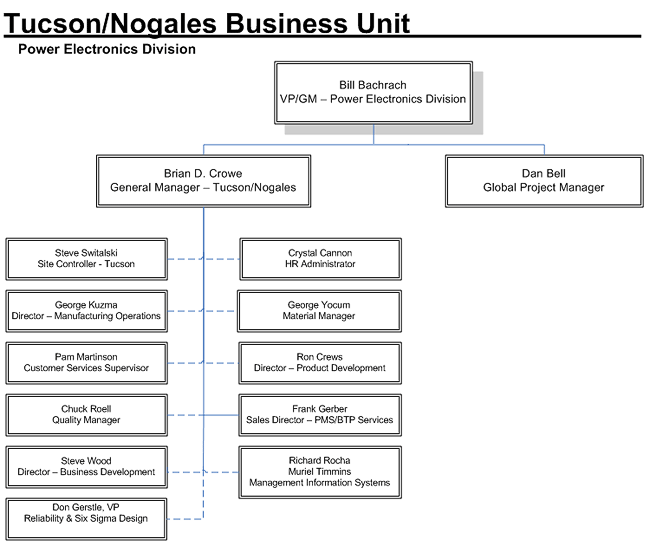 Tucson/Nogales Business Unit
Power Electronics Division
Bill Bachrach
VP/GM – Power Electronics Division
Brian D. Crowe
General Manager – Tucson/Nogales
Dan Bell
Global Project Manager
Steve Switalski
Site Controller - Tucson
Crystal Cannon
HR Administrator
George Kuzma
Director – Manufacturing Operations
George Yocum
Material Manager
Pam Martinson
Customer Services Supervisor
Ron Crews
Director – Product Development
Chuck Roell
Quality Manager
Frank Gerber
Sales Director – PMS/BTP Services
Steve Wood
Director – Business Development
Richard Rocha
Muriel Timmins
Management Information Systems
Don Gerstle, VP
Reliability & Six Sigma Design